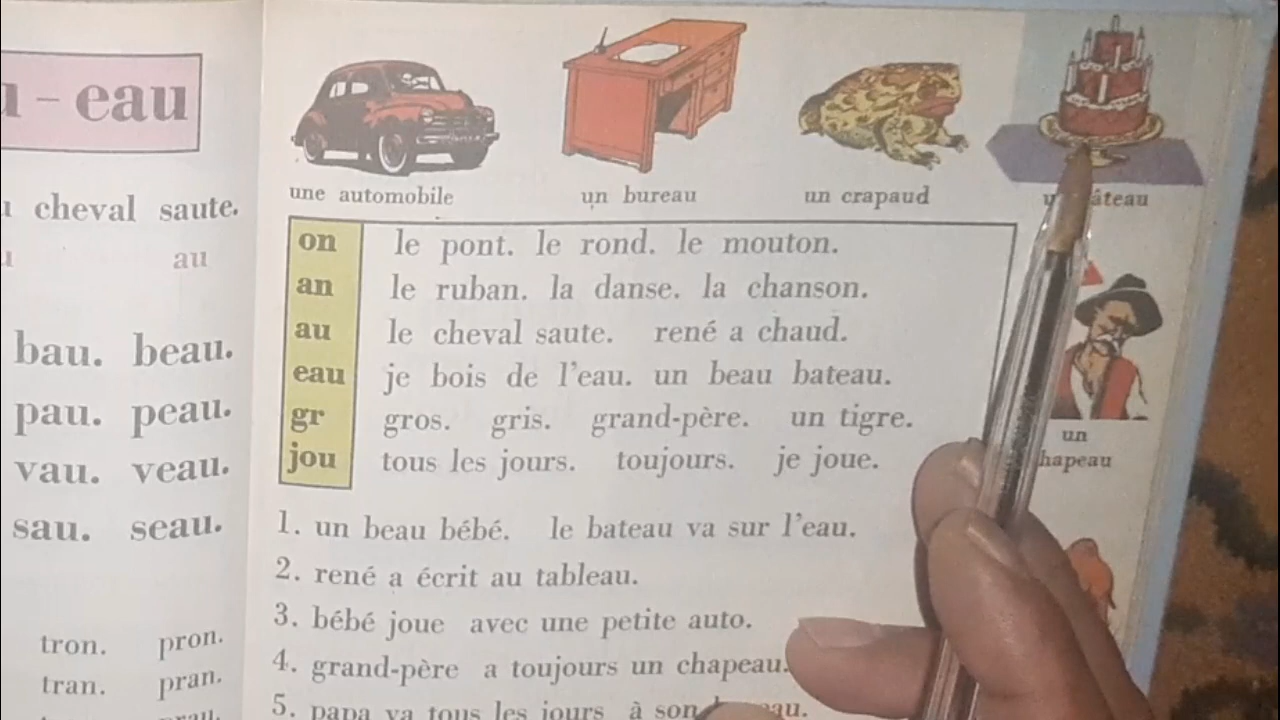 - eau
cheval saute.
au
bau. beau.
pau. peau.
vau. veau.
sau. seau.
tron. pron.
tran. pran.
une automobile
un bureau
un crapaud
on le pont. le rond. le mouton.
an le ruban. la danse. la chanson.
au le cheval saute. rené a chaud.
eau je bois de l'eau. un beau bateau.
gr gros. gris. grand-père. un tigre.
jou tous les jours. toujours. je joue.
un
1. un beau bébé. le bateau va sur l'eau.
2. rené a écrit au tableau.
3. bébé joue avec une petite auto.
4. grand-père a toujours un chapeau.
5. papa va tous les jours à son